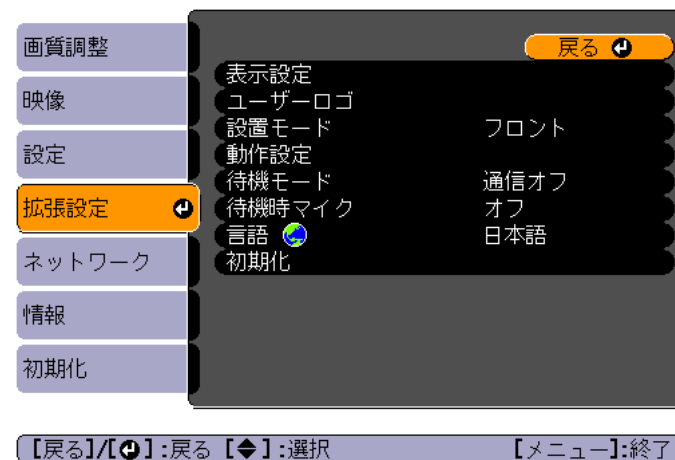 画質調整
映像
設定
拡張設定
ネットワーク
情報
初期化
戻る
表示設定
ユーザーロゴ
設置モード フロント
動作設定
待機モード 通信オフ
待機時マイク オフ
言語 日本語
初期化
【戻る】/【】:戻る 【◆】:選択 【メニュー】:終了